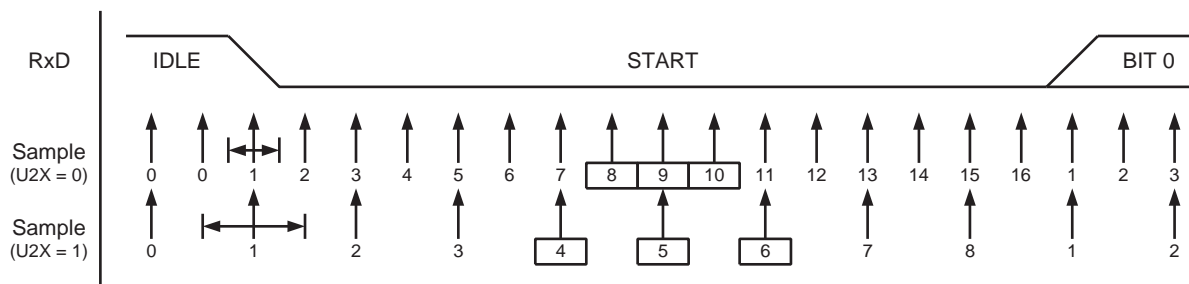 RxD IDLE START BIT 0
Sample
(U2X = 0)
0 0 1 2 3 4 5 6 7 8 9 10 11 12 13 14 15 16 1 2 3
Sample
(U2X = 1)
0 1 2 3 4 5 6 7 8 1 2